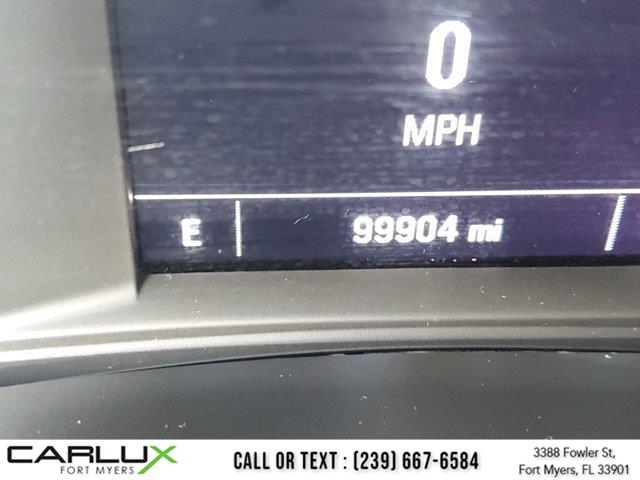 0
MPH
E 99904 mi
CARLUX
FORT MYERS
CALL OR TEXT : (239) 667-6584
3388 Fowler St,
Fort Myers, FL 33901